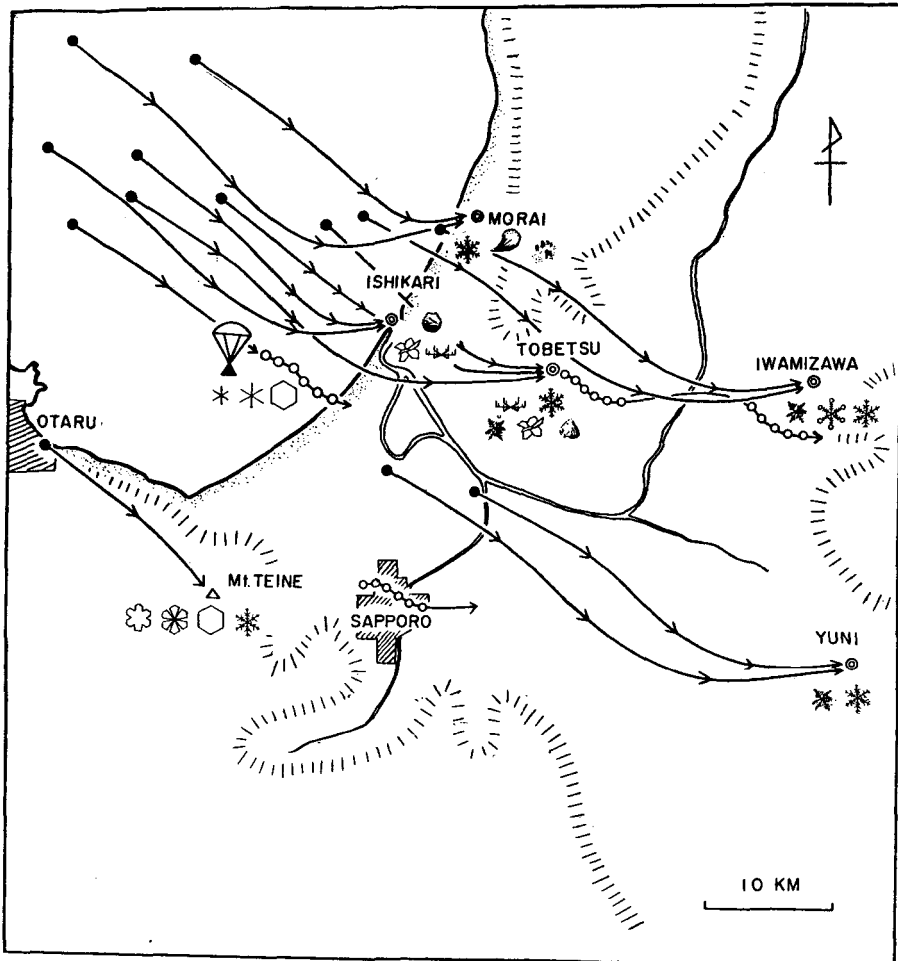 MORAI
ISHIKARI
TOBETSU
IWAMIZAWA
OTARU
Mt. TEINE
SAPPORO
YUNI
10 KM